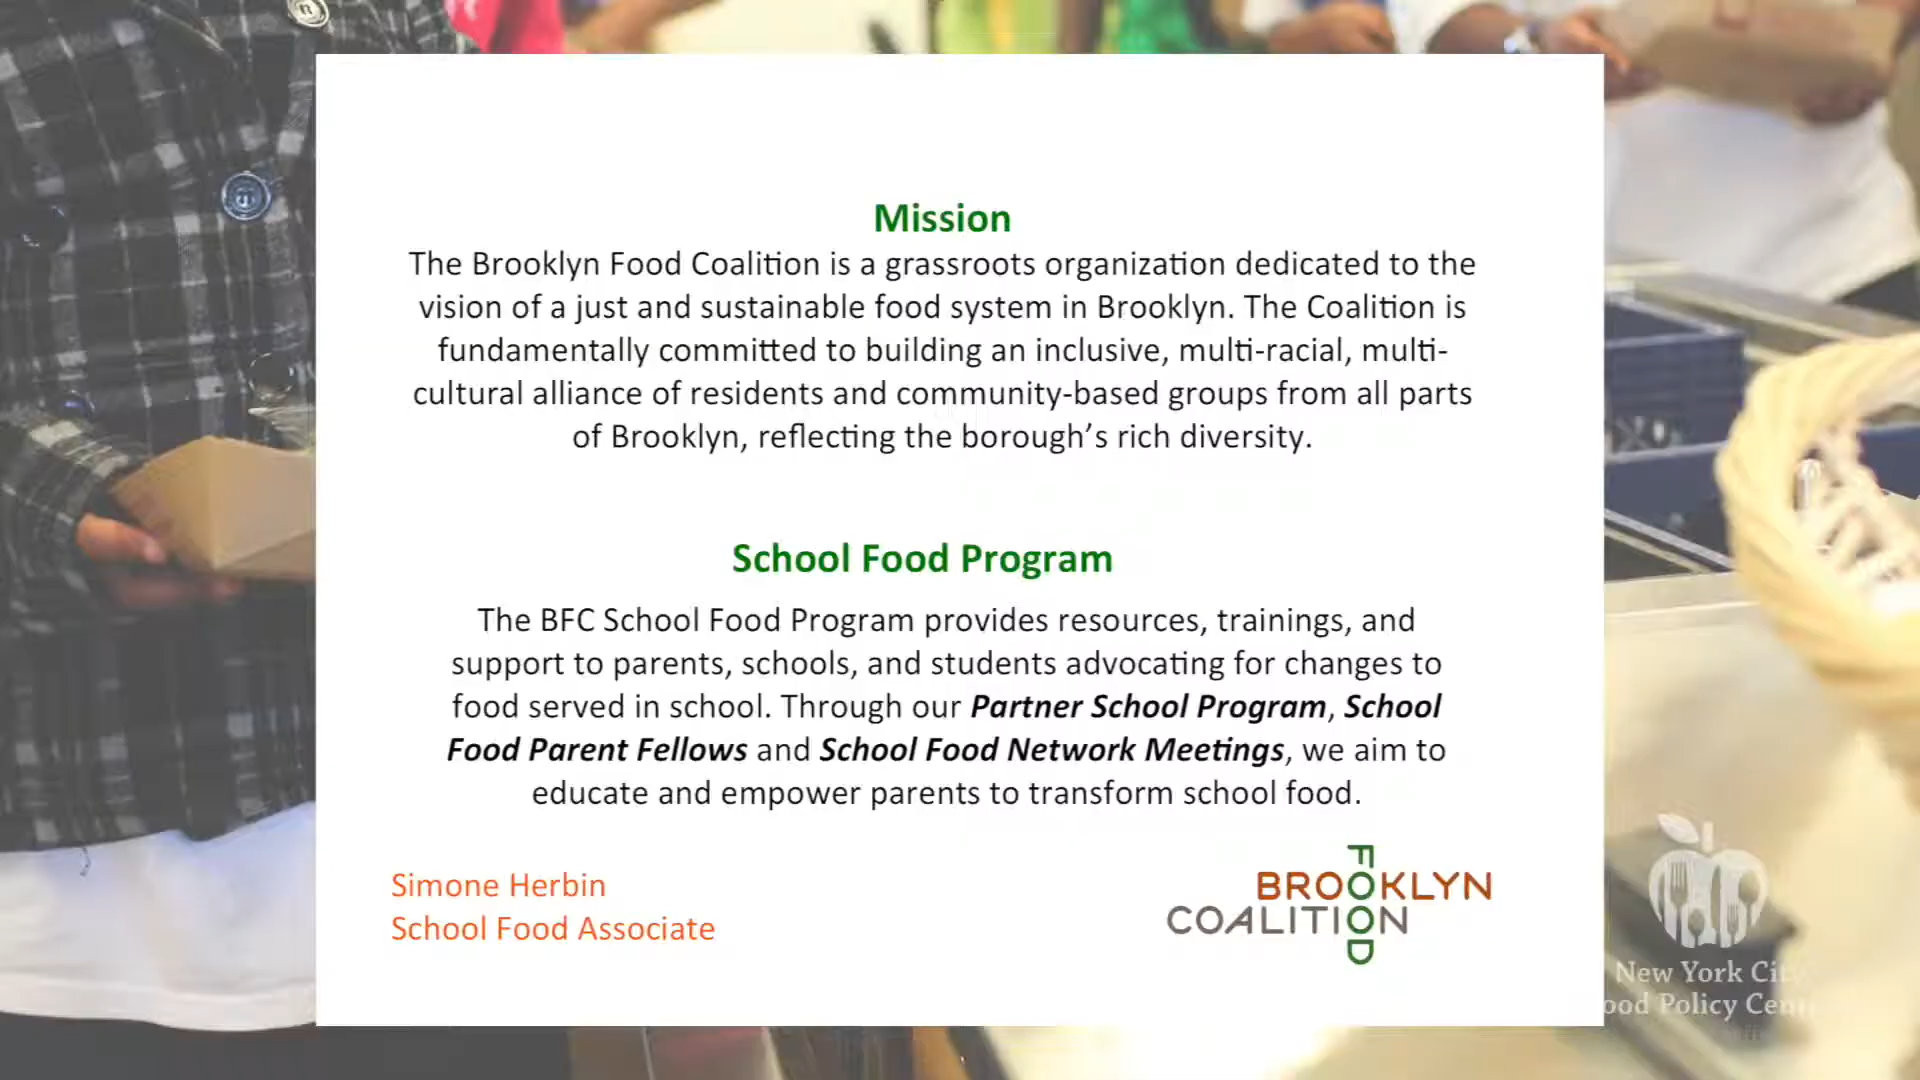 Mission
The Brooklyn Food Coalition is a grassroots organization dedicated to the
vision of a just and sustainable food system in Brooklyn. The Coalition is
fundamentally committed to building an inclusive, multi-racial, multi-
cultural alliance of residents and community-based groups from all parts
of Brooklyn, reflecting the borough’s rich diversity.
School Food Program
The BFC School Food Program provides resources, trainings, and
support to parents, schools, and students advocating for changes to
food served in school. Through our Partner School Program, School
Food Parent Fellows and School Food Network Meetings, we aim to
educate and empower parents to transform school food.
Simone Herbin
School Food Associate
BROOKLYN
FOOD
COALITION
New York City
Food Policy Center